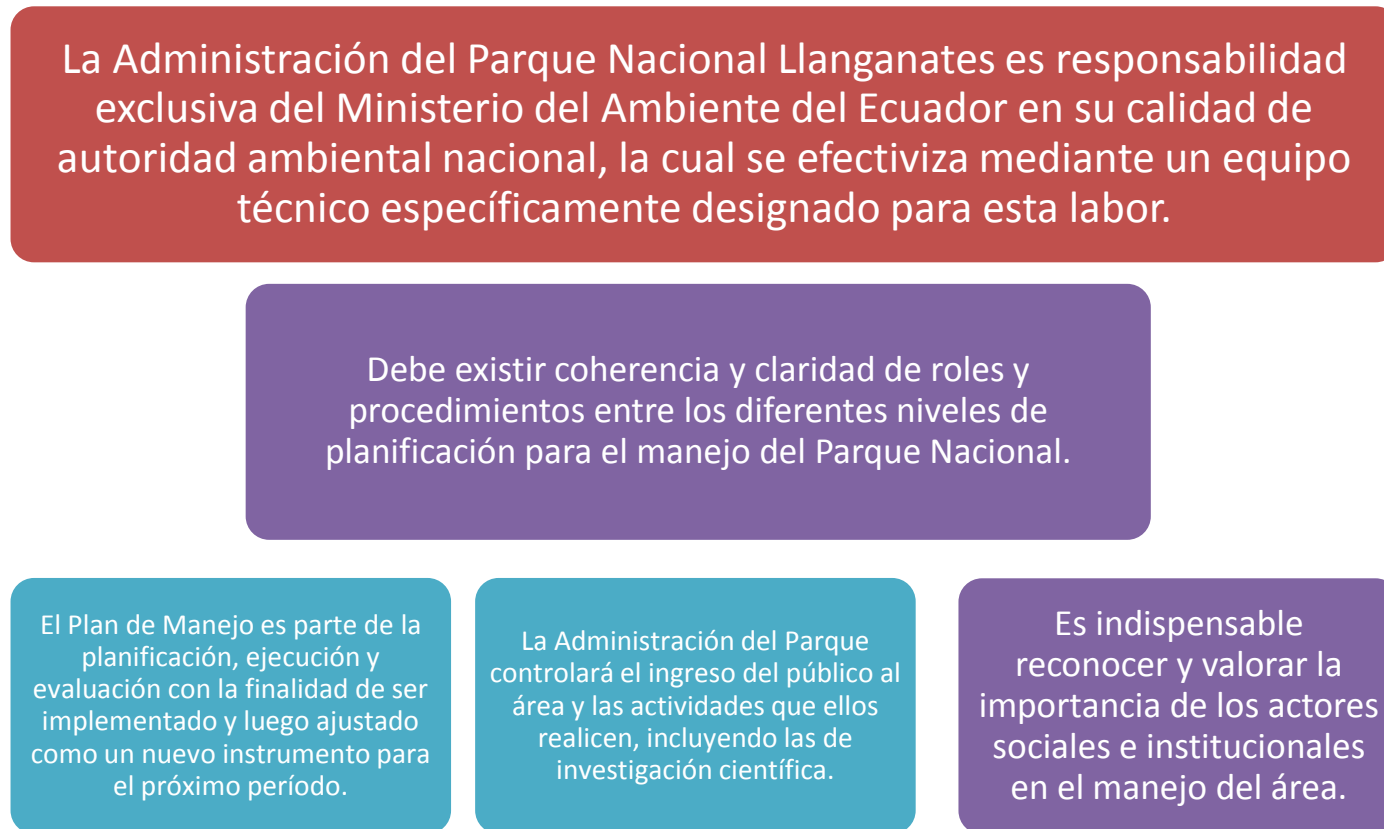 La Administración del Parque Nacional Llanganates es responsabilidad
exclusiva del Ministerio del Ambiente del Ecuador en su calidad de
autoridad ambiental nacional, la cual se efectiviza mediante un equipo
técnico específicamente designado para esta labor.
Debe existir coherencia y claridad de roles y
procedimientos entre los diferentes niveles de
planificación para el manejo del Parque Nacional.
El Plan de Manejo es parte de la
planificación, ejecución y
evaluación con la finalidad de ser
implementado y luego ajustado
como un nuevo instrumento para
el próximo período.
La Administración del Parque
controlará el ingreso del público al
área y las actividades que ellos
realicen, incluyendo las de
investigación científica.
Es indispensable
reconocer y valorar la
importancia de los actores
sociales e institucionales
en el manejo del área.